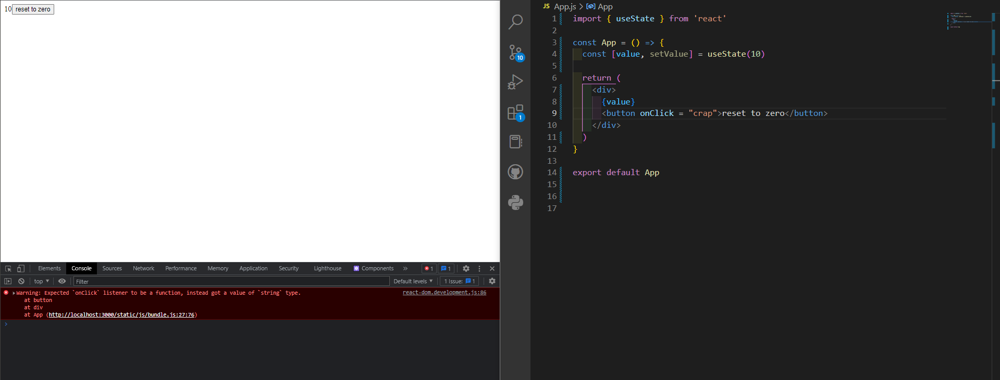 10 reset to zero
Elements Console Sources Network Performance Memory Application Security Lighthouse Components » 1 1
top Filter Default levels 1 Issue: 1
Warning: Expected `onClick` listener to be a function, instead got a value of `string` type. react-dom.development.js:86
at button
at div
at App (http://localhost:3000/static/js/bundle.js:27:76)
>
10
1
JS App.js > App
1 import { useState } from 'react'
2
3 const App = () => {
4 const [value, setValue] = useState(10)
5
6 return (
7 <div>
8 {value}
9 <button onClick = "crap">reset to zero</button>
10 </div>
11 )
12 }
13
14 export default App
15
16
17